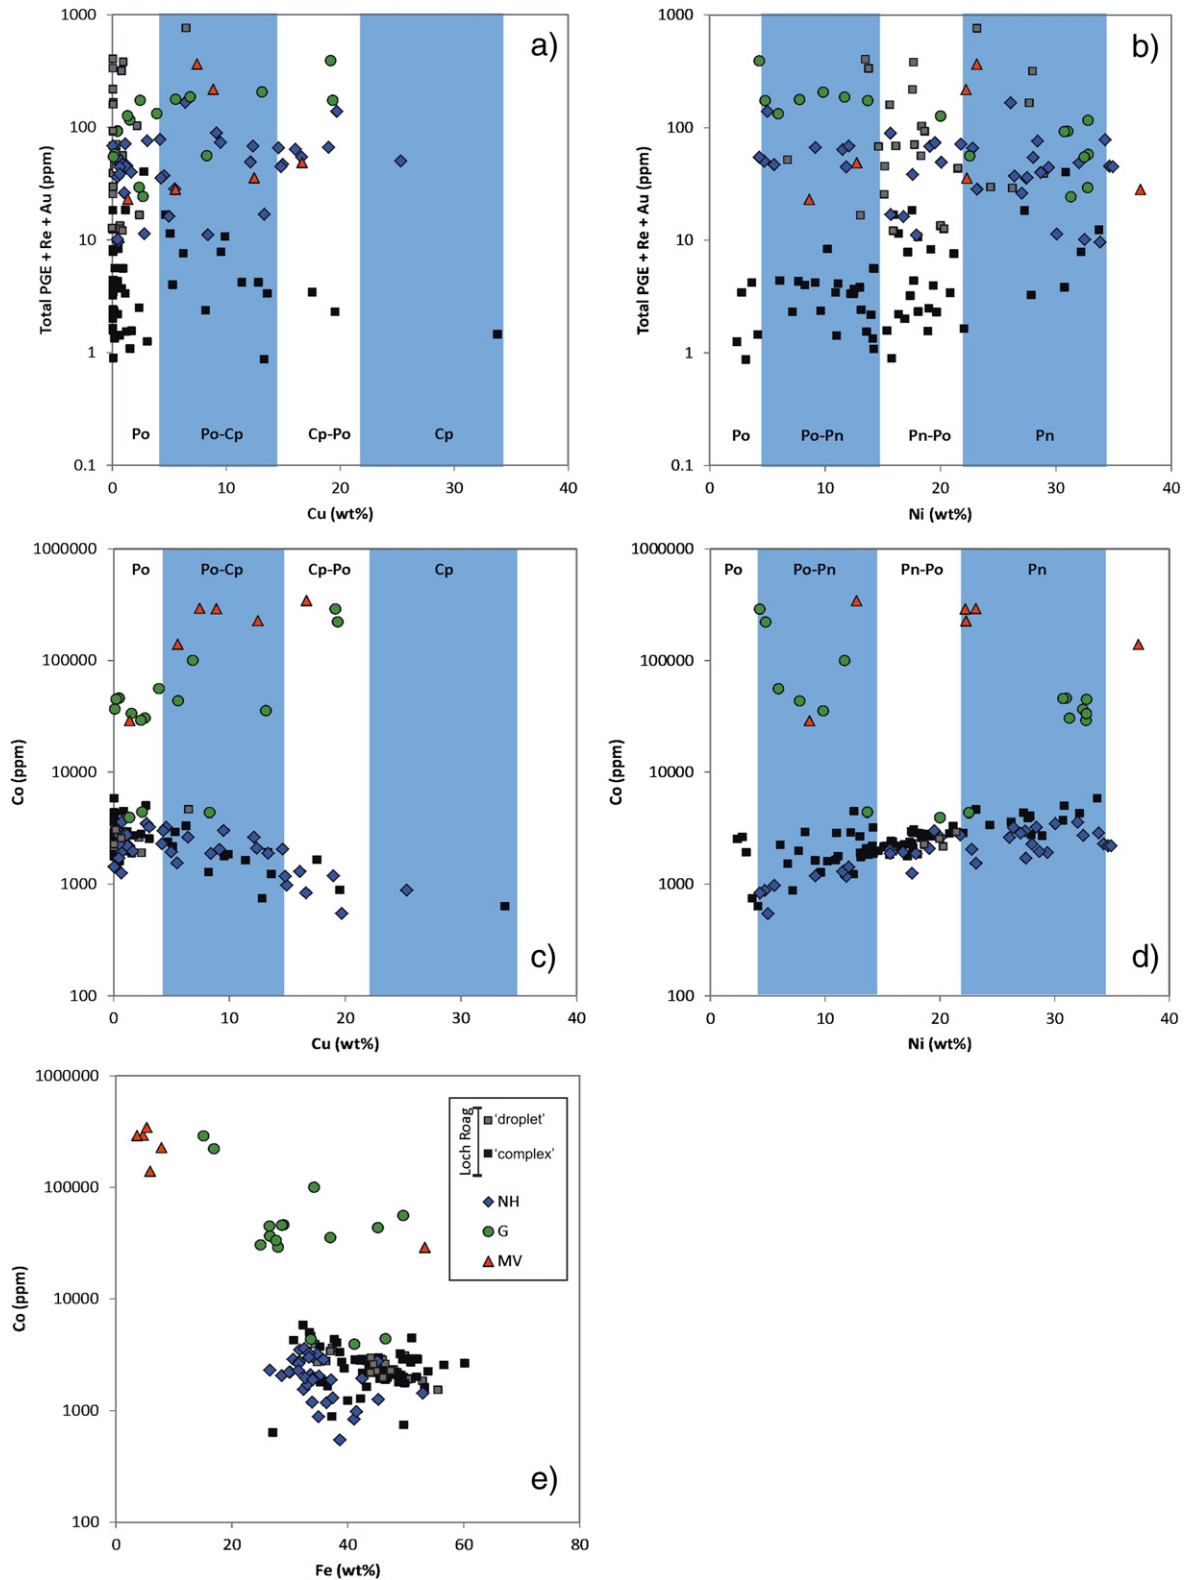 a)
1000
100
10
1
0.1
Total PGE + Re + Au (ppm)
Po
Po-Cp
Cp-Po
Cp
0
10
20
30
40
Cu (wt%)
b)
1000
100
10
1
0.1
Total PGE + Re + Au (ppm)
Po
Po-Pn
Pn-Po
Pn
0
10
20
30
40
Ni (wt%)
1000000
100000
10000
1000
100
Co (ppm)
Po
Po-Cp
Cp-Po
Cp
c)
0
10
20
30
40
Cu (wt%)
1000000
100000
10000
1000
100
Co (ppm)
Po
Po-Pn
Pn-Po
Pn
d)
0
10
20
30
40
Ni (wt%)
1000000
100000
10000
1000
100
Co (ppm)
Loch Roag
'droplet'
'complex'
NH
G
MV
e)
0
20
40
60
80
Fe (wt%)